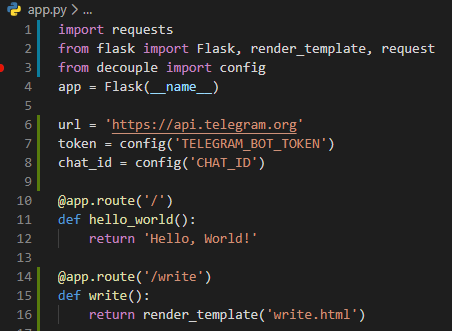 app.py > ...
1 import requests
2 from flask import Flask, render_template, request
3 from decouple import config
4 app = Flask(__name__)
5
6 url = 'https://api.telegram.org'
7 token = config('TELEGRAM_BOT_TOKEN')
8 chat_id = config('CHAT_ID')
9
10 @app.route('/')
11 def hello_world():
12     return 'Hello, World!'
13
14 @app.route('/write')
15 def write():
16     return render_template('write.html')